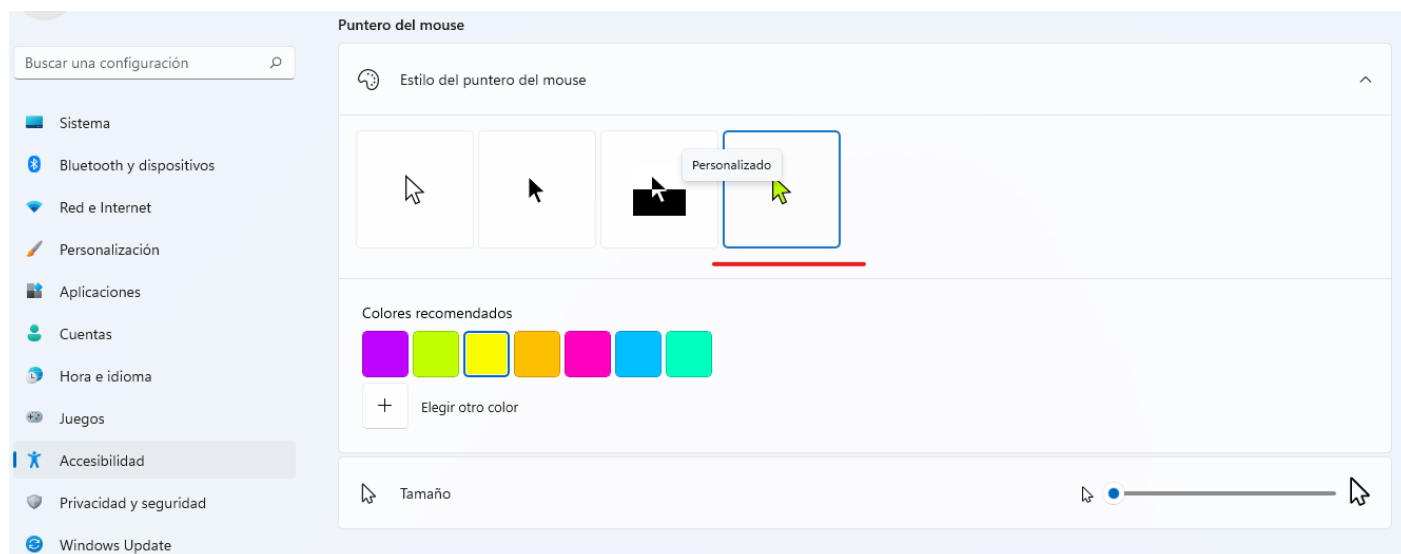 Puntero del mouse
Buscar una configuración
Estilo del puntero del mouse
Sistema
Bluetooth y dispositivos
Personalizado
Red e Internet
Personalización
Aplicaciones
Colores recomendados
Cuentas
Hora e idioma
Elegir otro color
Juegos
Accesibilidad
Tamaño
Privacidad y seguridad
Windows Update